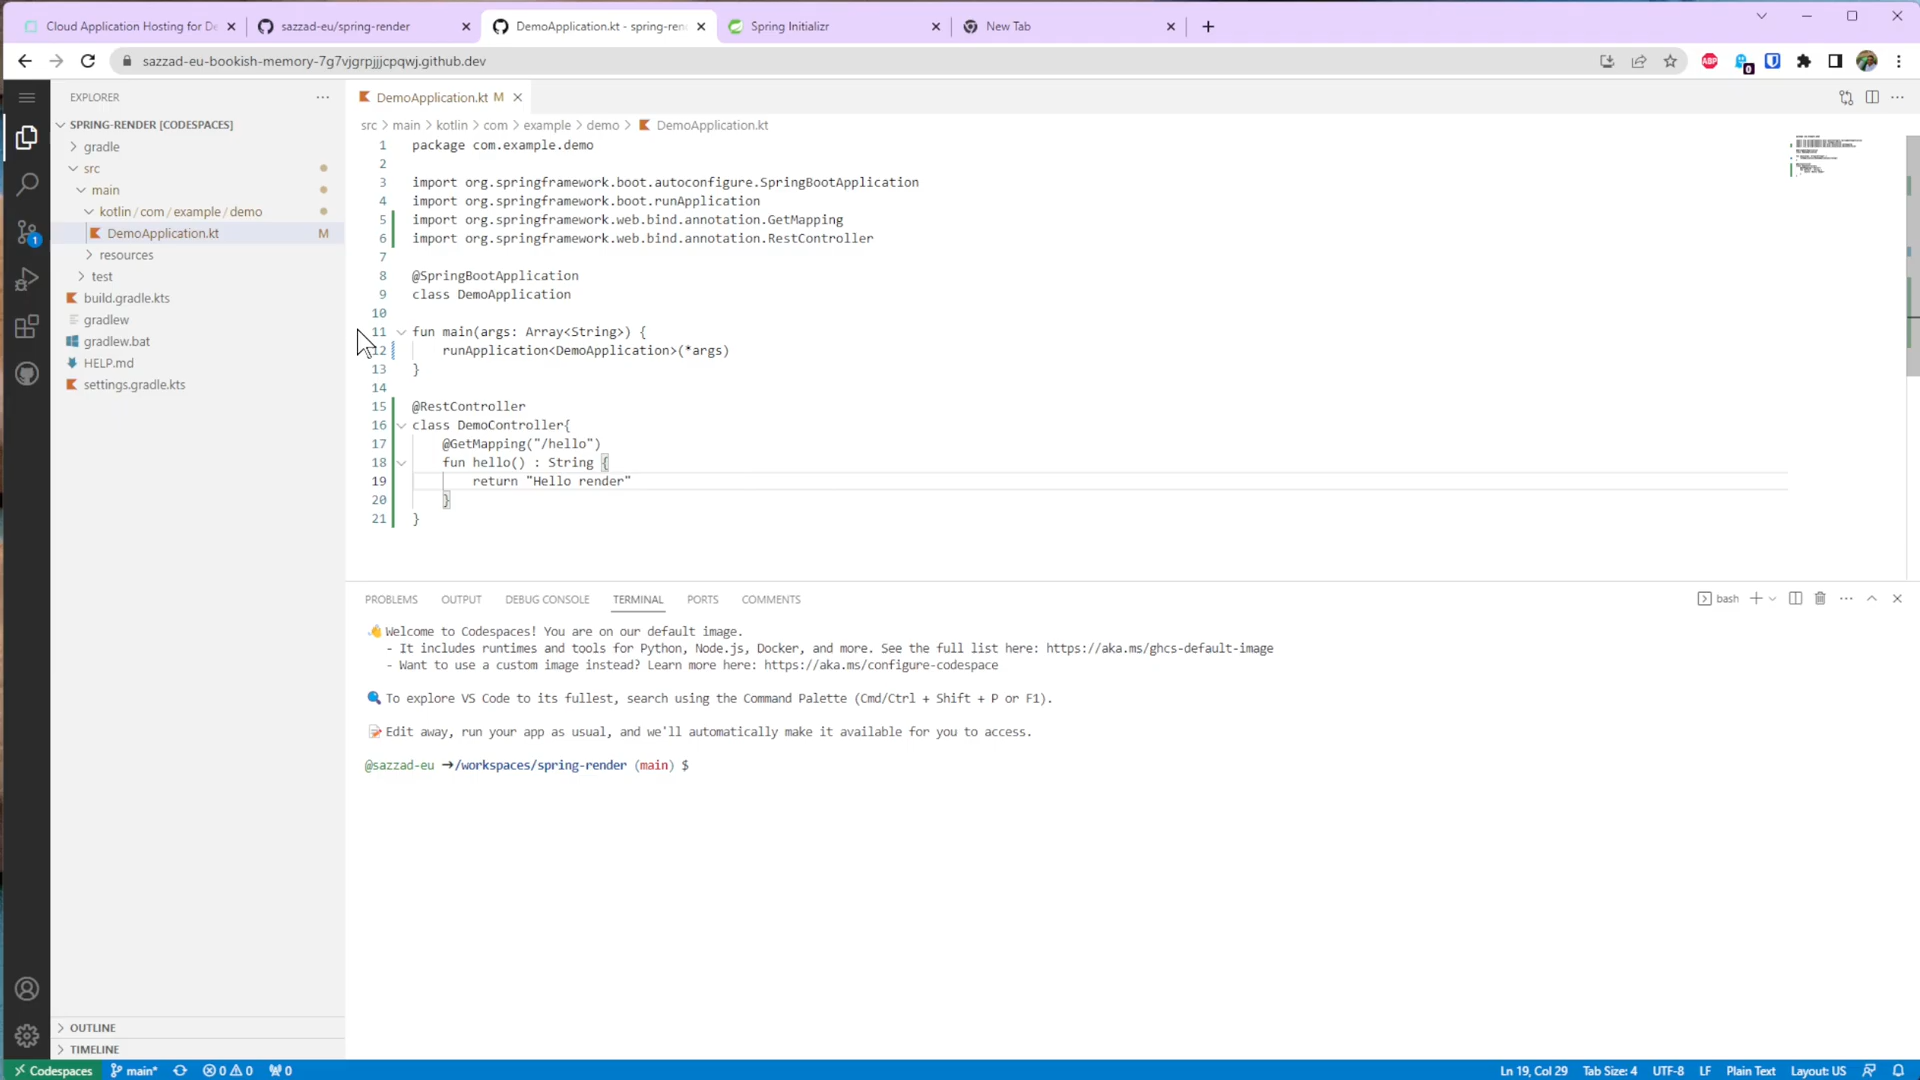 Cloud Application Hosting for De
sazzad-eu/spring-render
DemoApplication.kt - spring-ren
Spring Initializr
New Tab
sazzad-eu-bookish-memory-7g7vjgrpjjjcpqwj.github.dev
ABP
0
EXPLORER
SPRING-RENDER [CODESPACES]
gradle
src
main
kotlin / com / example / demo
DemoApplication.kt M
resources
test
build.gradle.kts
gradlew
gradlew.bat
HELP.md
settings.gradle.kts
1
OUTLINE
TIMELINE
DemoApplication.kt M
src > main > kotlin > com > example > demo > DemoApplication.kt
1 package com.example.demo
2
3 import org.springframework.boot.autoconfigure.SpringBootApplication
4 import org.springframework.boot.runApplication
5 import org.springframework.web.bind.annotation.GetMapping
6 import org.springframework.web.bind.annotation.RestController
7
8 @SpringBootApplication
9 class DemoApplication
10
11 fun main(args: Array<String>) {
12 runApplication<DemoApplication>(*args)
13 }
14
15 @RestController
16 class DemoController{
17 @GetMapping("/hello")
18 fun hello() : String {
19 return "Hello render"
20 }
21 }
PROBLEMS OUTPUT DEBUG CONSOLE TERMINAL PORTS COMMENTS
bash
👋 Welcome to Codespaces! You are on our default image.
- It includes runtimes and tools for Python, Node.js, Docker, and more. See the full list here: https://aka.ms/ghcs-default-image
- Want to use a custom image instead? Learn more here: https://aka.ms/configure-codespace
🔍 To explore VS Code to its fullest, search using the Command Palette (Cmd/Ctrl + Shift + P or F1).
📝 Edit away, run your app as usual, and we'll automatically make it available for you to access.
@sazzad-eu ➜/workspaces/spring-render (main) $
Codespaces main* 0 0 0
Ln 19, Col 29 Tab Size: 4 UTF-8 LF Plain Text Layout: US